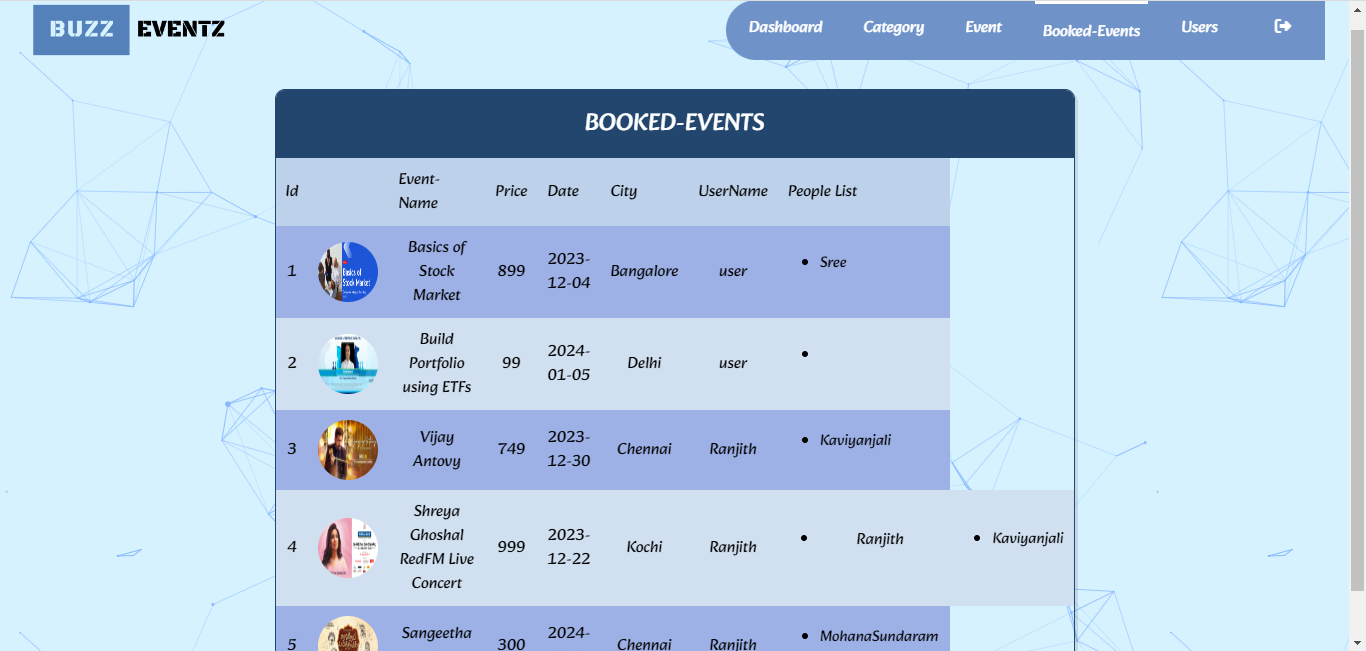 BUZZ EVENTZ
Dashboard Category Event Booked-Events Users
BOOKED-EVENTS
Id Event-Name Price Date City UserName People List
1 Basics of Stock Market 899 2023-12-04 Bangalore user • Sree
Basics of
Stock Market
2 Build Portfolio using ETFs 99 2024-01-05 Delhi user •
3 Vijay Antovy 749 2023-12-30 Chennai Ranjith • Kaviyanjali
4 Shreya Ghoshal RedFM Live Concert 999 2023-12-22 Kochi Ranjith • Ranjith • Kaviyanjali
5 Sangeetha 300 2024- Chennai Ranjith • MohanaSundaram